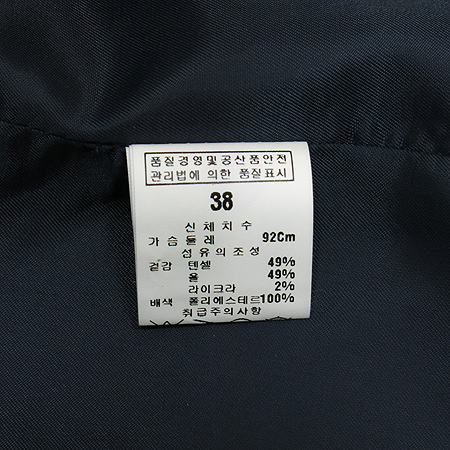 품질경영및공산품안전
관리법에 의한 품질표시
38
신체치수
가슴둘레 92Cm
섬유의조성
겉감 텐셀 49%
울 49%
라이크라 2%
배색 폴리에스테르100%
취급주의사항